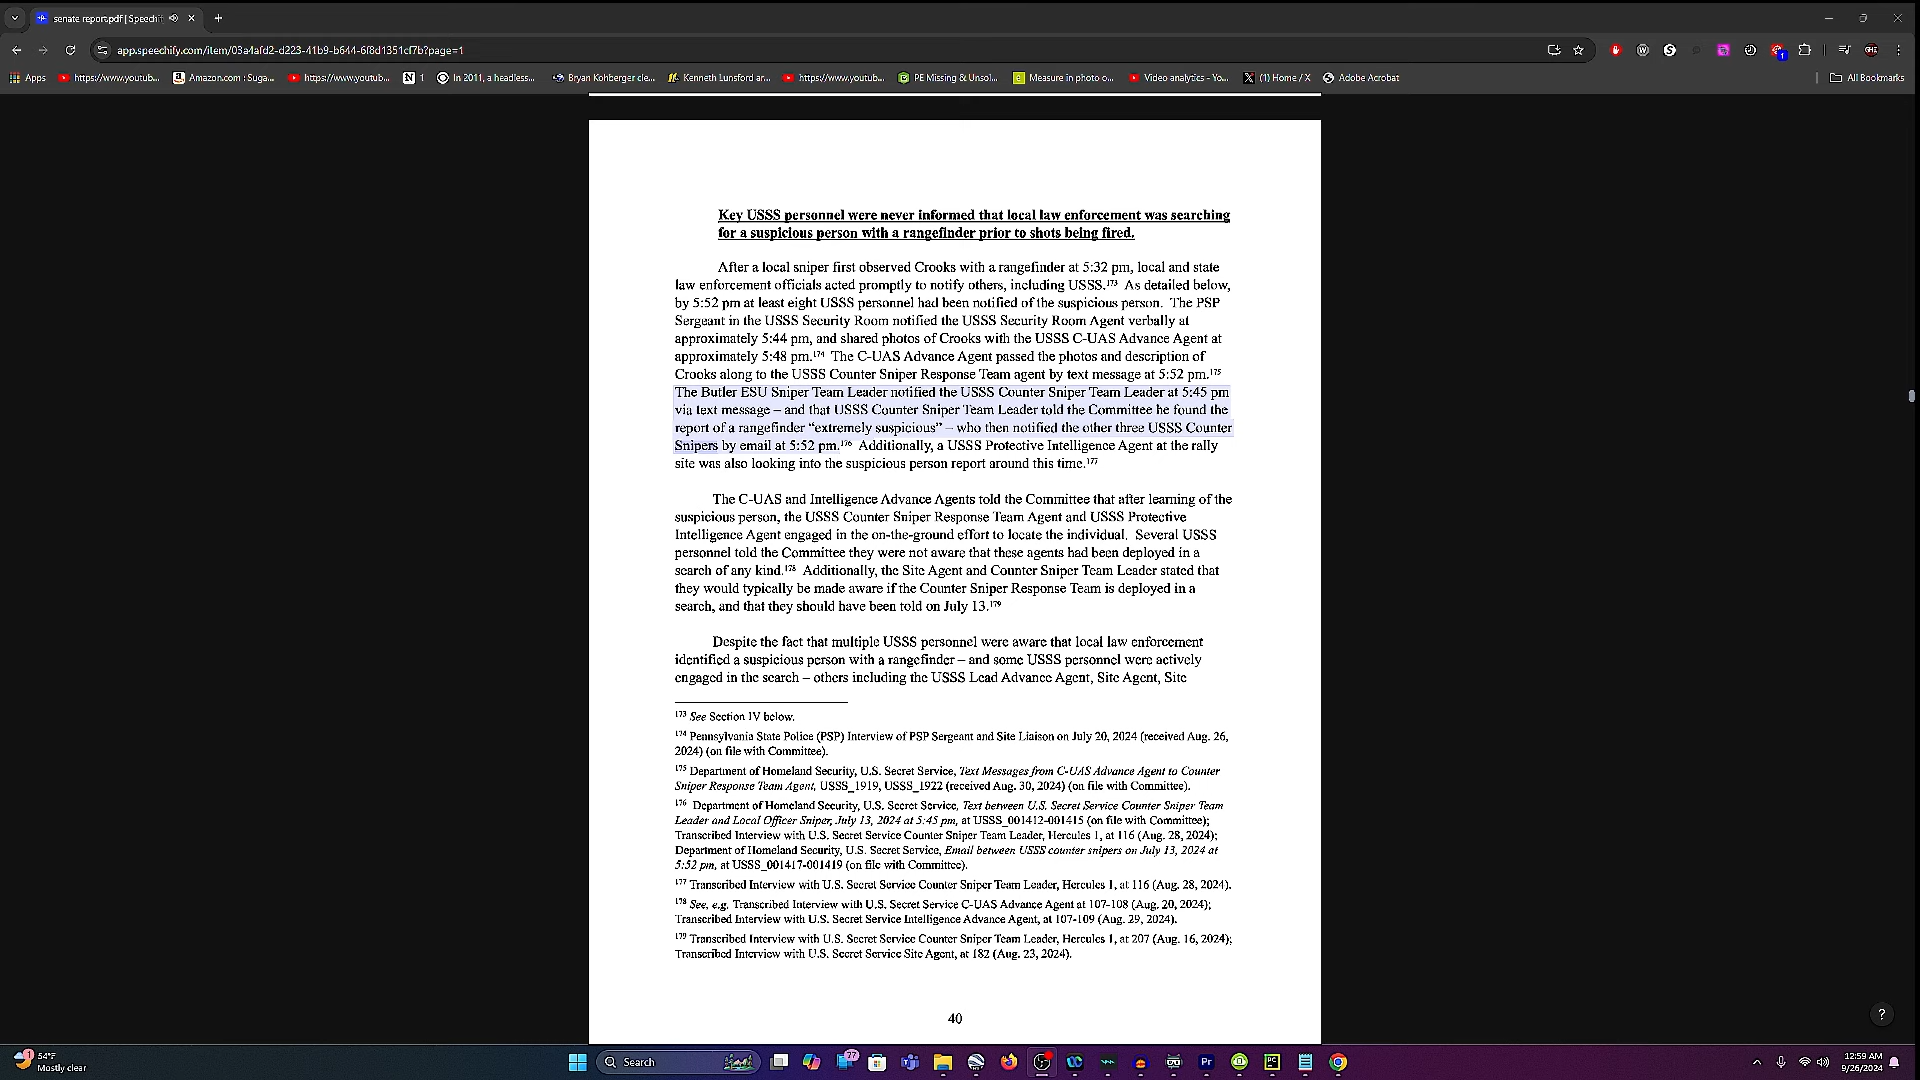 senate report.pdf | Speechif
app.speechify.com/item/03a4afd2-d223-41b9-b644-6f8d1351cf7b?page=1
Apps https://www.youtub... Amazon.com : Suga... https://www.youtub... 1 In 2011, a headless... Bryan Kohberger cle... Kenneth Lunsford ar... https://www.youtub... PE Missing & Unsol... Measure in photo o... Video analytics - Yo... (1) Home / X Adobe Acrobat All Bookmarks
Key USSS personnel were never informed that local law enforcement was searching
for a suspicious person with a rangefinder prior to shots being fired.
After a local sniper first observed Crooks with a rangefinder at 5:32 pm, local and state
law enforcement officials acted promptly to notify others, including USSS.173 As detailed below,
by 5:52 pm at least eight USSS personnel had been notified of the suspicious person. The PSP
Sergeant in the USSS Security Room notified the USSS Security Room Agent verbally at
approximately 5:44 pm, and shared photos of Crooks with the USSS C-UAS Advance Agent at
approximately 5:48 pm.174 The C-UAS Advance Agent passed the photos and description of
Crooks along to the USSS Counter Sniper Response Team agent by text message at 5:52 pm.175
The Butler ESU Sniper Team Leader notified the USSS Counter Sniper Team Leader at 5:45 pm
via text message – and that USSS Counter Sniper Team Leader told the Committee he found the
report of a rangefinder “extremely suspicious” – who then notified the other three USSS Counter
Snipers by email at 5:52 pm.176 Additionally, a USSS Protective Intelligence Agent at the rally
site was also looking into the suspicious person report around this time.177
The C-UAS and Intelligence Advance Agents told the Committee that after learning of the
suspicious person, the USSS Counter Sniper Response Team Agent and USSS Protective
Intelligence Agent engaged in the on-the-ground effort to locate the individual. Several USSS
personnel told the Committee they were not aware that these agents had been deployed in a
search of any kind.178 Additionally, the Site Agent and Counter Sniper Team Leader stated that
they would typically be made aware if the Counter Sniper Response Team is deployed in a
search, and that they should have been told on July 13.179
Despite the fact that multiple USSS personnel were aware that local law enforcement
identified a suspicious person with a rangefinder – and some USSS personnel were actively
engaged in the search – others including the USSS Lead Advance Agent, Site Agent, Site
173 See Section IV below.
174 Pennsylvania State Police (PSP) Interview of PSP Sergeant and Site Liaison on July 20, 2024 (received Aug. 26,
2024) (on file with Committee).
175 Department of Homeland Security, U.S. Secret Service, Text Messages from C-UAS Advance Agent to Counter
Sniper Response Team Agent, USSS_1919, USSS_1922 (received Aug. 30, 2024) (on file with Committee).
176 Department of Homeland Security, U.S. Secret Service, Text between U.S. Secret Service Counter Sniper Team
Leader and Local Officer Sniper, July 13, 2024 at 5:45 pm, at USSS_001412-001415 (on file with Committee);
Transcribed Interview with U.S. Secret Service Counter Sniper Team Leader, Hercules 1, at 116 (Aug. 28, 2024);
Department of Homeland Security, U.S. Secret Service, Email between USSS counter snipers on July 13, 2024 at
5:52 pm, at USSS_001417-001419 (on file with Committee).
177 Transcribed Interview with U.S. Secret Service Counter Sniper Team Leader, Hercules 1, at 116 (Aug. 28, 2024).
178 See, e.g. Transcribed Interview with U.S. Secret Service C-UAS Advance Agent at 107-108 (Aug. 20, 2024);
Transcribed Interview with U.S. Secret Service Intelligence Advance Agent, at 107-109 (Aug. 29, 2024).
179 Transcribed Interview with U.S. Secret Service Counter Sniper Team Leader, Hercules 1, at 207 (Aug. 16, 2024);
Transcribed Interview with U.S. Secret Service Site Agent, at 182 (Aug. 23, 2024).
40
?
54°F
Mostly clear
Search
77
12:59 AM
9/26/2024